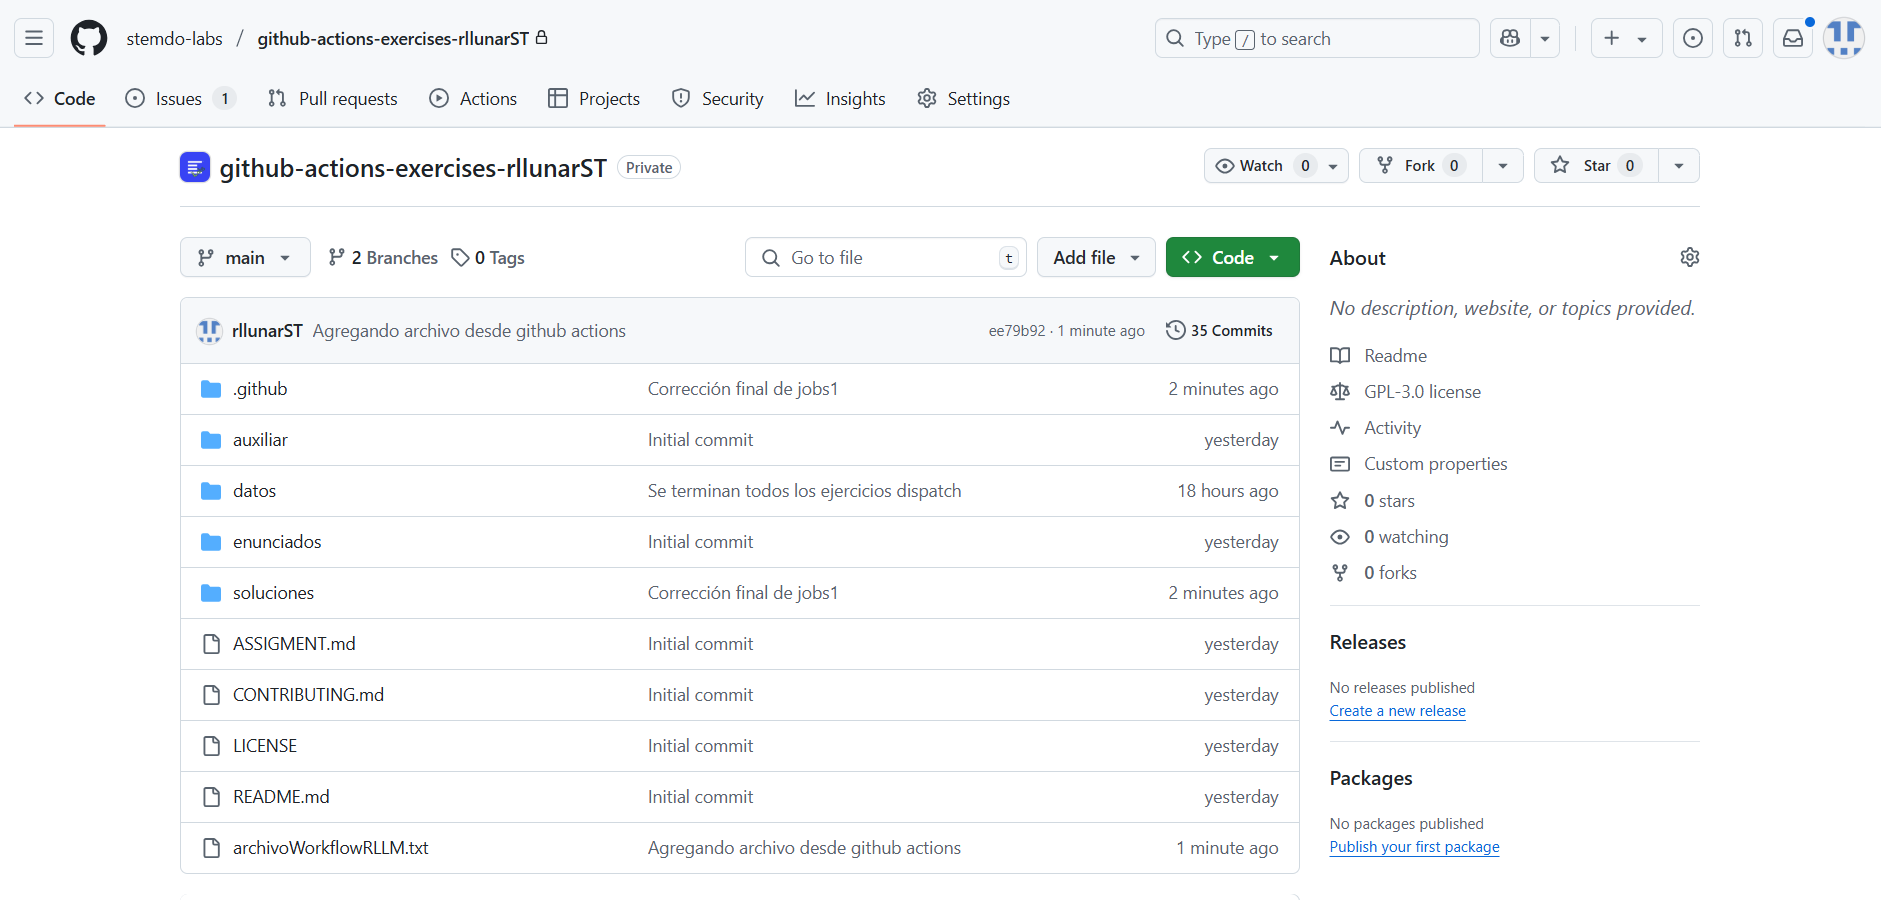 stemdo-labs / github-actions-exercises-rllunarST
Type / to search
Code
Issues 1
Pull requests
Actions
Projects
Security
Insights
Settings
github-actions-exercises-rllunarST Private
Watch 0
Fork 0
Star 0
main
2 Branches
0 Tags
Go to file t
Add file
Code
rllunarST Agregando archivo desde github actions ee79b92 · 1 minute ago 35 Commits
.github Corrección final de jobs1 2 minutes ago
auxiliar Initial commit yesterday
datos Se terminan todos los ejercicios dispatch 18 hours ago
enunciados Initial commit yesterday
soluciones Corrección final de jobs1 2 minutes ago
ASSIGMENT.md Initial commit yesterday
CONTRIBUTING.md Initial commit yesterday
LICENSE Initial commit yesterday
README.md Initial commit yesterday
archivoWorkflowRLLM.txt Agregando archivo desde github actions 1 minute ago
About
No description, website, or topics provided.
Readme
GPL-3.0 license
Activity
Custom properties
0 stars
0 watching
0 forks
Releases
No releases published
Create a new release
Packages
No packages published
Publish your first package